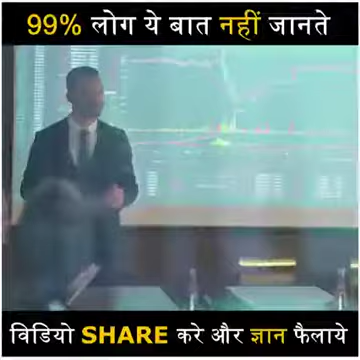 99% लोग ये बात नहीं जानते
विडियो SHARE करे और ज्ञान फैलाये